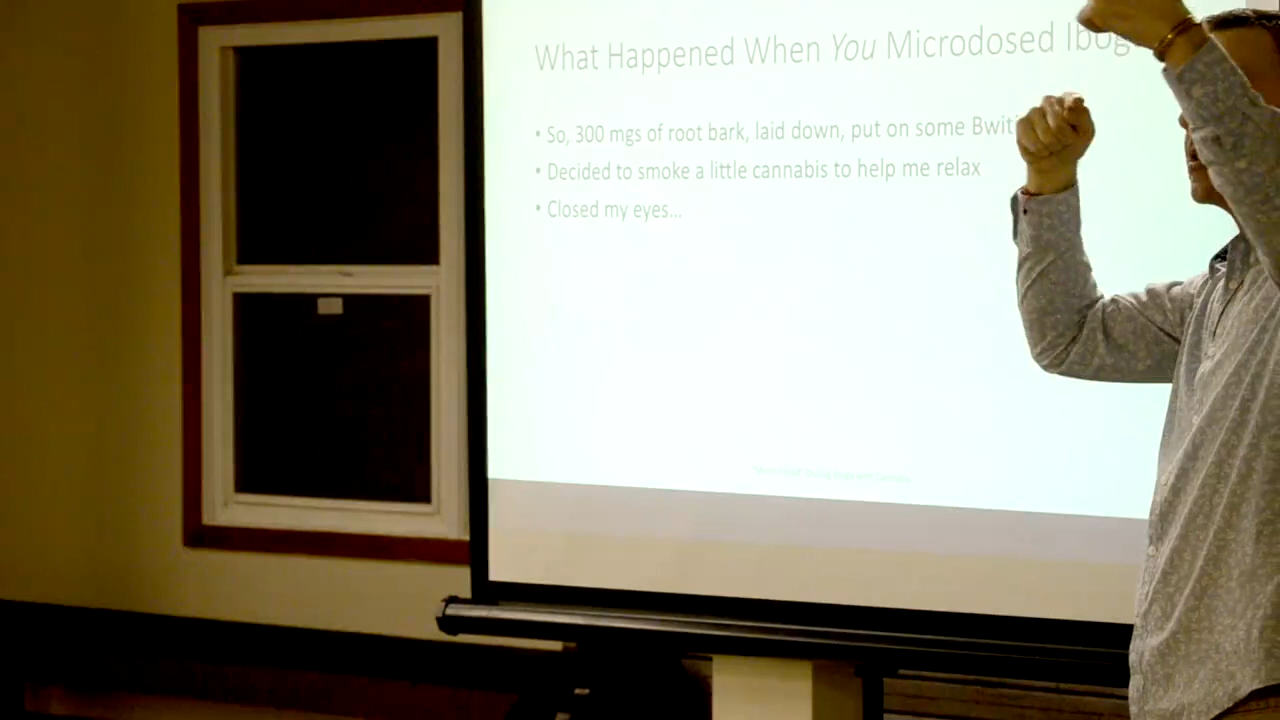 What Happened When You Microdosed Ibog
• So, 300 mgs of root bark, laid down, put on some Bwiti
• Decided to smoke a little cannabis to help me relax
• Closed my eyes...